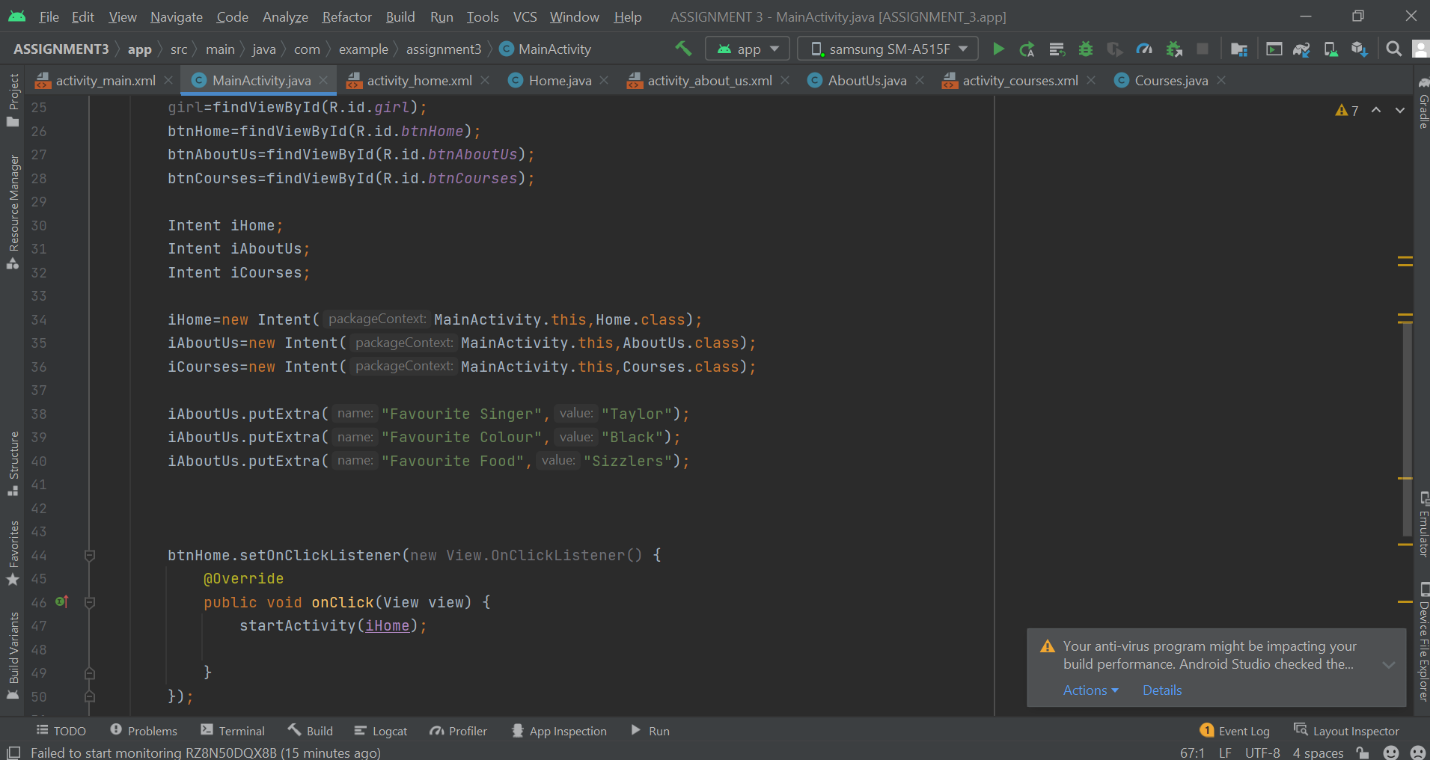 File Edit View Navigate Code Analyze Refactor Build Run Tools VCS Window Help ASSIGNMENT 3 - MainActivity.java [ASSIGNMENT_3.app]
ASSIGNMENT3 app src main java com example assignment3 MainActivity app samsung SM-A515F
activity_main.xml MainActivity.java activity_home.xml Home.java activity_about_us.xml AboutUs.java activity_courses.xml Courses.java
Project
Resource Manager
Structure
Favorites
Build Variants
25 girl=findViewById(R.id.girl);
26 btnHome=findViewById(R.id.btnHome);
27 btnAboutUs=findViewById(R.id.btnAboutUs);
28 btnCourses=findViewById(R.id.btnCourses);
29
30 Intent iHome;
31 Intent iAboutUs;
32 Intent iCourses;
33
34 iHome=new Intent( packageContext: MainActivity.this,Home.class);
35 iAboutUs=new Intent( packageContext: MainActivity.this,AboutUs.class);
36 iCourses=new Intent( packageContext: MainActivity.this,Courses.class);
37
38 iAboutUs.putExtra( name: "Favourite Singer", value: "Taylor");
39 iAboutUs.putExtra( name: "Favourite Colour", value: "Black");
40 iAboutUs.putExtra( name: "Favourite Food", value: "Sizzlers");
41
42
43
44 btnHome.setOnClickListener(new View.OnClickListener() {
45 @Override
46 public void onClick(View view) {
47 startActivity(iHome);
48
49 }
50 });
7
Gradle
Emulator
Device File Explorer
Your anti-virus program might be impacting your
build performance. Android Studio checked the...
Actions Details
TODO Problems Terminal Build Logcat Profiler App Inspection Run 1 Event Log Layout Inspector
Failed to start monitoring RZ8N50DQX8B (15 minutes ago) 67:1 LF UTF-8 4 spaces